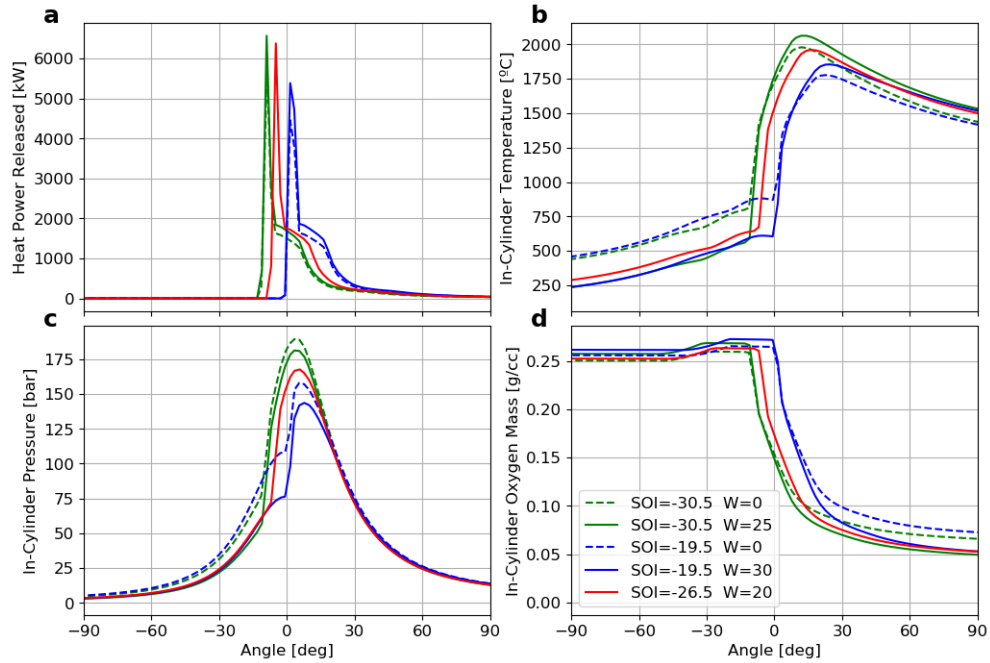 a
b
Heat Power Released [kW]
6000
5000
4000
3000
2000
1000
0
In-Cylinder Temperature [ºC]
2000
1750
1500
1250
1000
750
500
250
c
d
In-Cylinder Pressure [bar]
175
150
125
100
75
50
25
0
−90
−60
−30
0
30
60
90
Angle [deg]
In-Cylinder Oxygen Mass [g/cc]
0.25
0.20
0.15
0.10
0.05
0.00
SOI=-30.5 W=0
SOI=-30.5 W=25
SOI=-19.5 W=0
SOI=-19.5 W=30
SOI=-26.5 W=20
−90
−60
−30
0
30
60
90
Angle [deg]